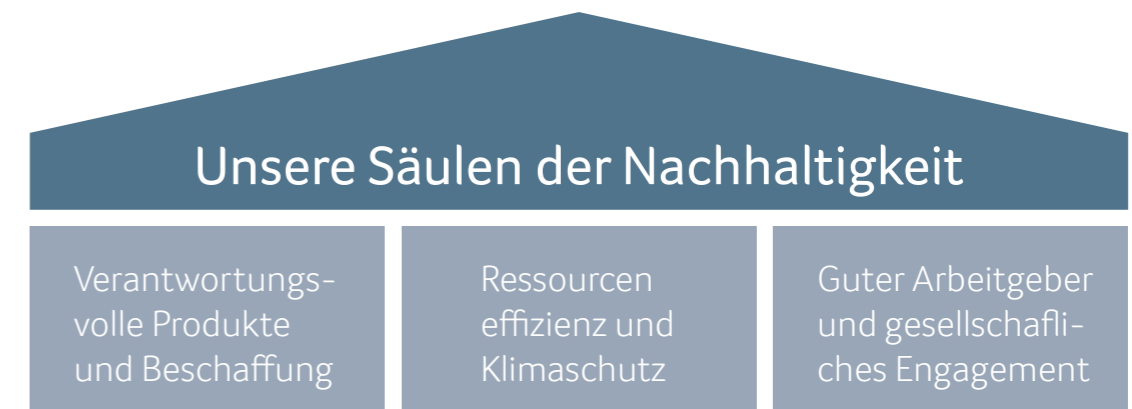 Unsere Säulen der Nachhaltigkeit
Verantwortungs-
volle Produkte
und Beschaffung
Ressourcen
effizienz und
Klimaschutz
Guter Arbeitgeber
und gesellschafli-
ches Engagement